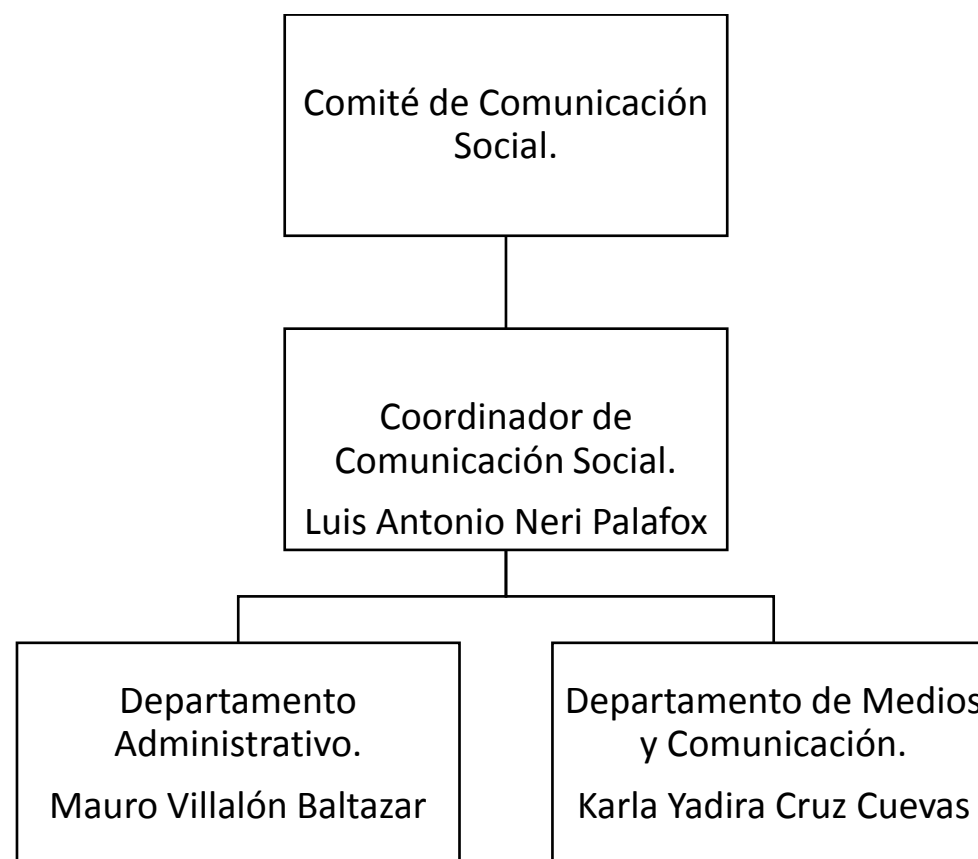 Comité de Comunicación
Social.
Coordinador de
Comunicación Social.
Luis Antonio Neri Palafox
Departamento
Administrativo.
Mauro Villalón Baltazar
Departamento de Medios
y Comunicación.
Karla Yadira Cruz Cuevas